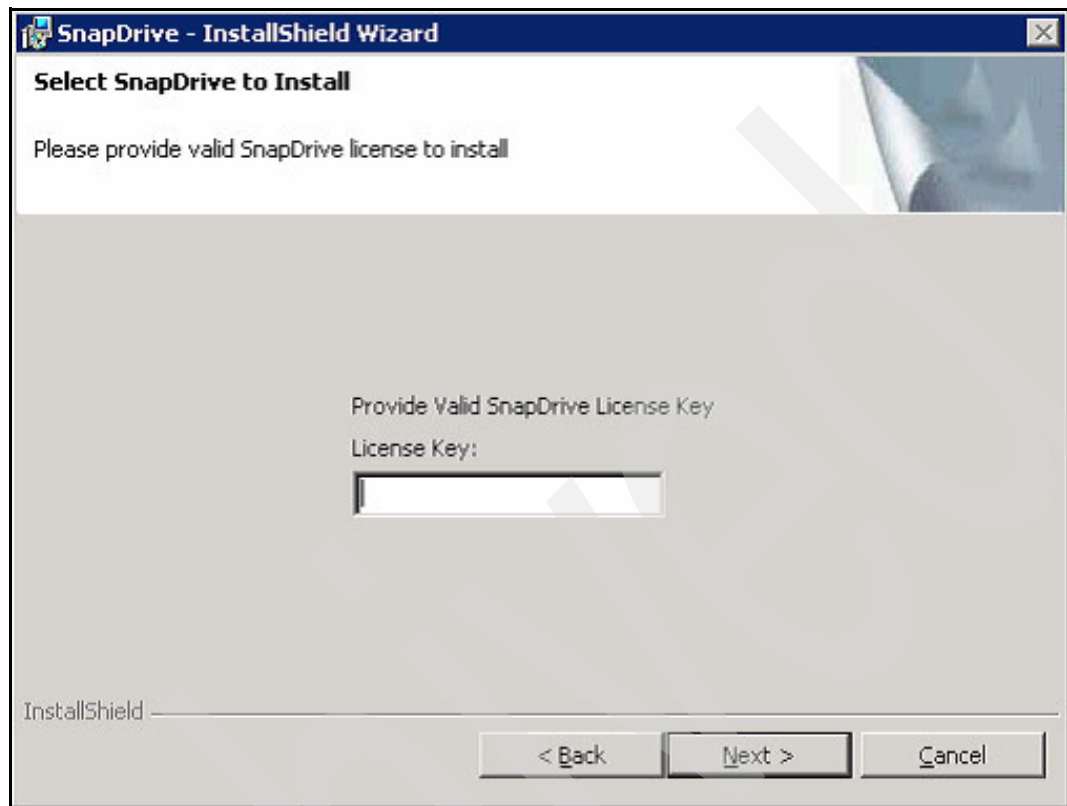 SnapDrive - InstallShield Wizard
Select SnapDrive to Install
Please provide valid SnapDrive license to install
Provide Valid SnapDrive License Key
License Key:
InstallShield
< Back
Next >
Cancel